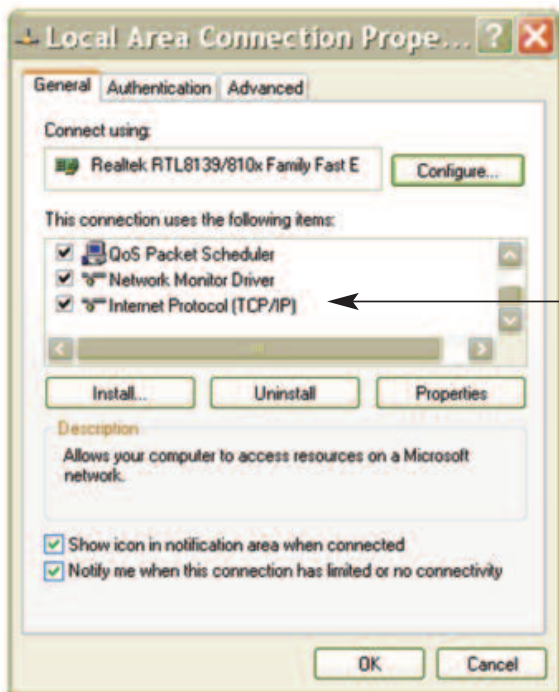 Local Area Connection Prope...
General Authentication Advanced
Connect using:
Realtek RTL8139/810x Family Fast E
Configure...
This connection uses the following items:
QoS Packet Scheduler
Network Monitor Driver
Internet Protocol (TCP/IP)
Install... Uninstall Properties
Description
Allows your computer to access resources on a Microsoft
network.
Show icon in notification area when connected
Notify me when this connection has limited or no connectivity
OK Cancel